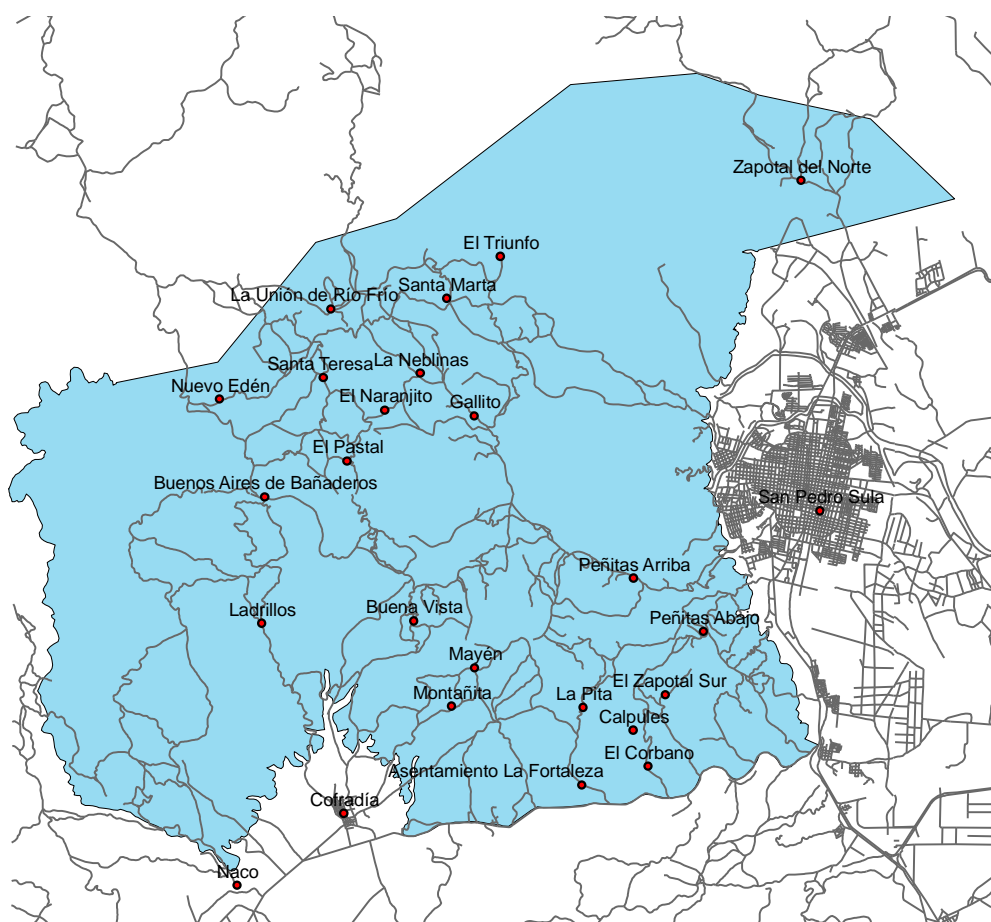 Zapotal del Norte
El Triunfo
Santa Marta
La Unión de Río Frío
La Neblinas
Santa Teresa
Nuevo Edén
El Naranjito
Gallito
El Pastal
Buenos Aires de Bañaderos
San Pedro Sula
Peñitas Arriba
Ladrillos
Buena Vista
Peñitas Abajo
Mayén
El Zapotal Sur
Montañita
La Pita
Calpules
El Corbano
Asentamiento La Fortaleza
Cofradía
Naco